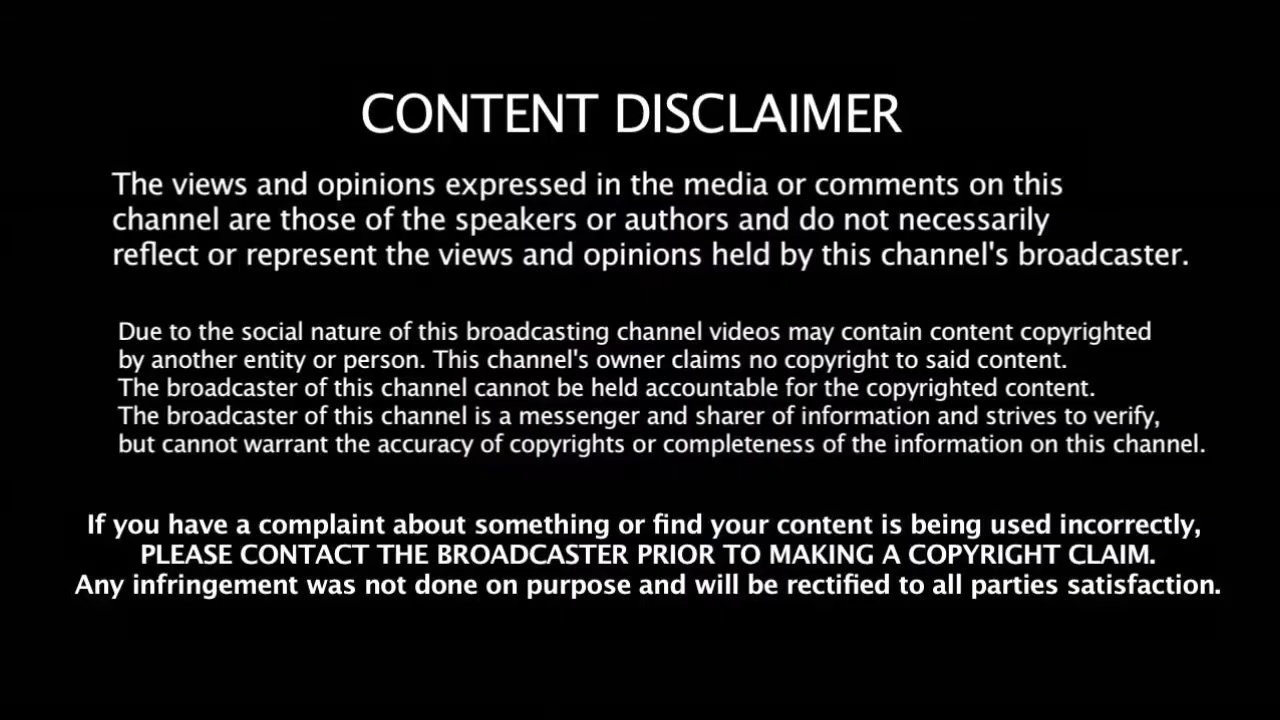 CONTENT DISCLAIMER
The views and opinions expressed in the media or comments on this
channel are those of the speakers or authors and do not necessarily
reflect or represent the views and opinions held by this channel's broadcaster.
Due to the social nature of this broadcasting channel videos may contain content copyrighted
by another entity or person. This channel's owner claims no copyright to said content.
The broadcaster of this channel cannot be held accountable for the copyrighted content.
The broadcaster of this channel is a messenger and sharer of information and strives to verify,
but cannot warrant the accuracy of copyrights or completeness of the information on this channel.
If you have a complaint about something or find your content is being used incorrectly,
PLEASE CONTACT THE BROADCASTER PRIOR TO MAKING A COPYRIGHT CLAIM.
Any infringement was not done on purpose and will be rectified to all parties satisfaction.